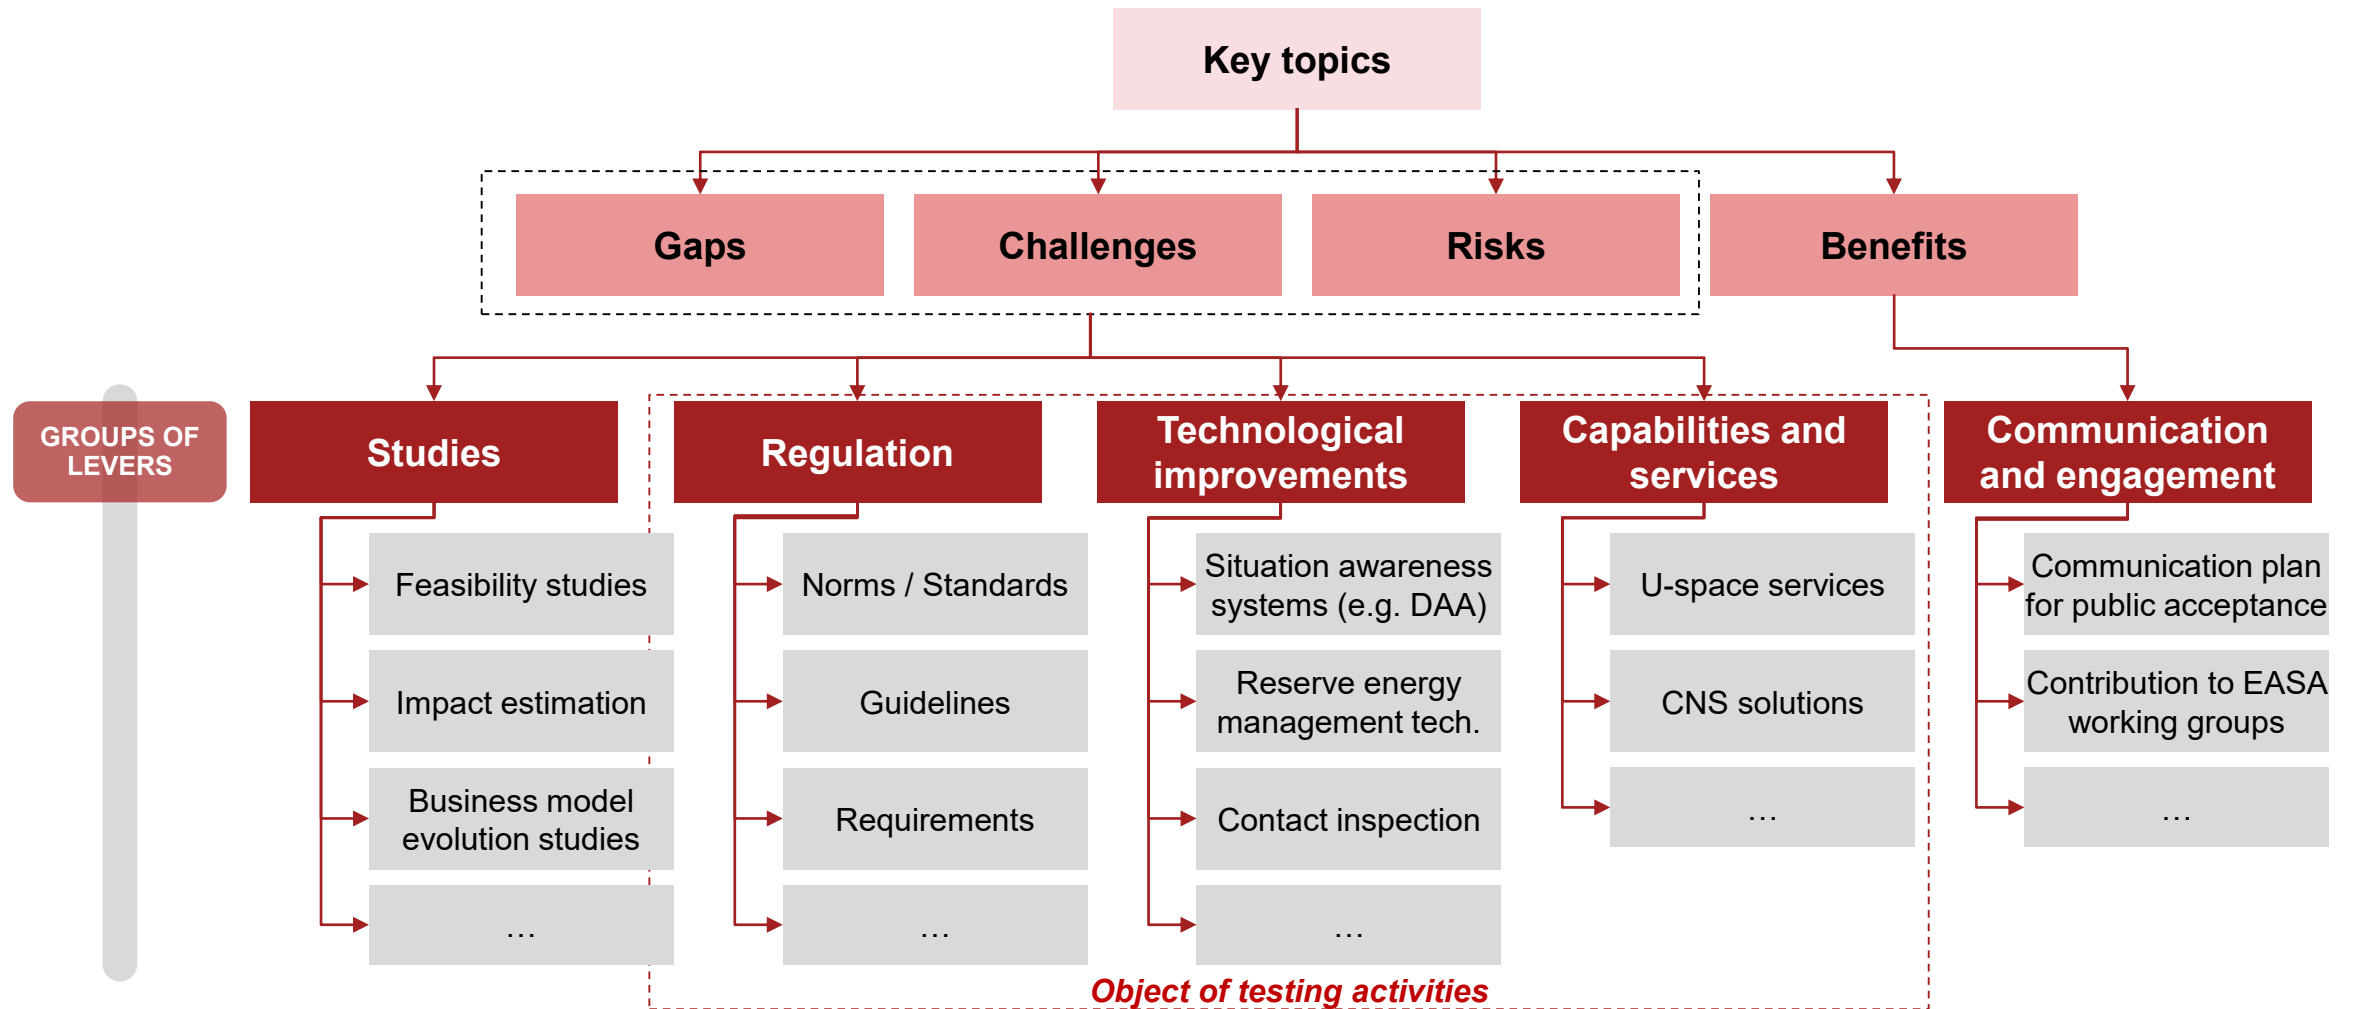 Key topics
Gaps
Challenges
Risks
Benefits
GROUPS OF
LEVERS
Studies
Regulation
Technological
improvements
Capabilities and
services
Communication
and engagement
Feasibility studies
Impact estimation
Business model
evolution studies
…
Norms / Standards
Guidelines
Requirements
…
Situation awareness
systems (e.g. DAA)
Reserve energy
management tech.
Contact inspection
…
U-space services
CNS solutions
…
Communication plan
for public acceptance
Contribution to EASA
working groups
…
Object of testing activities